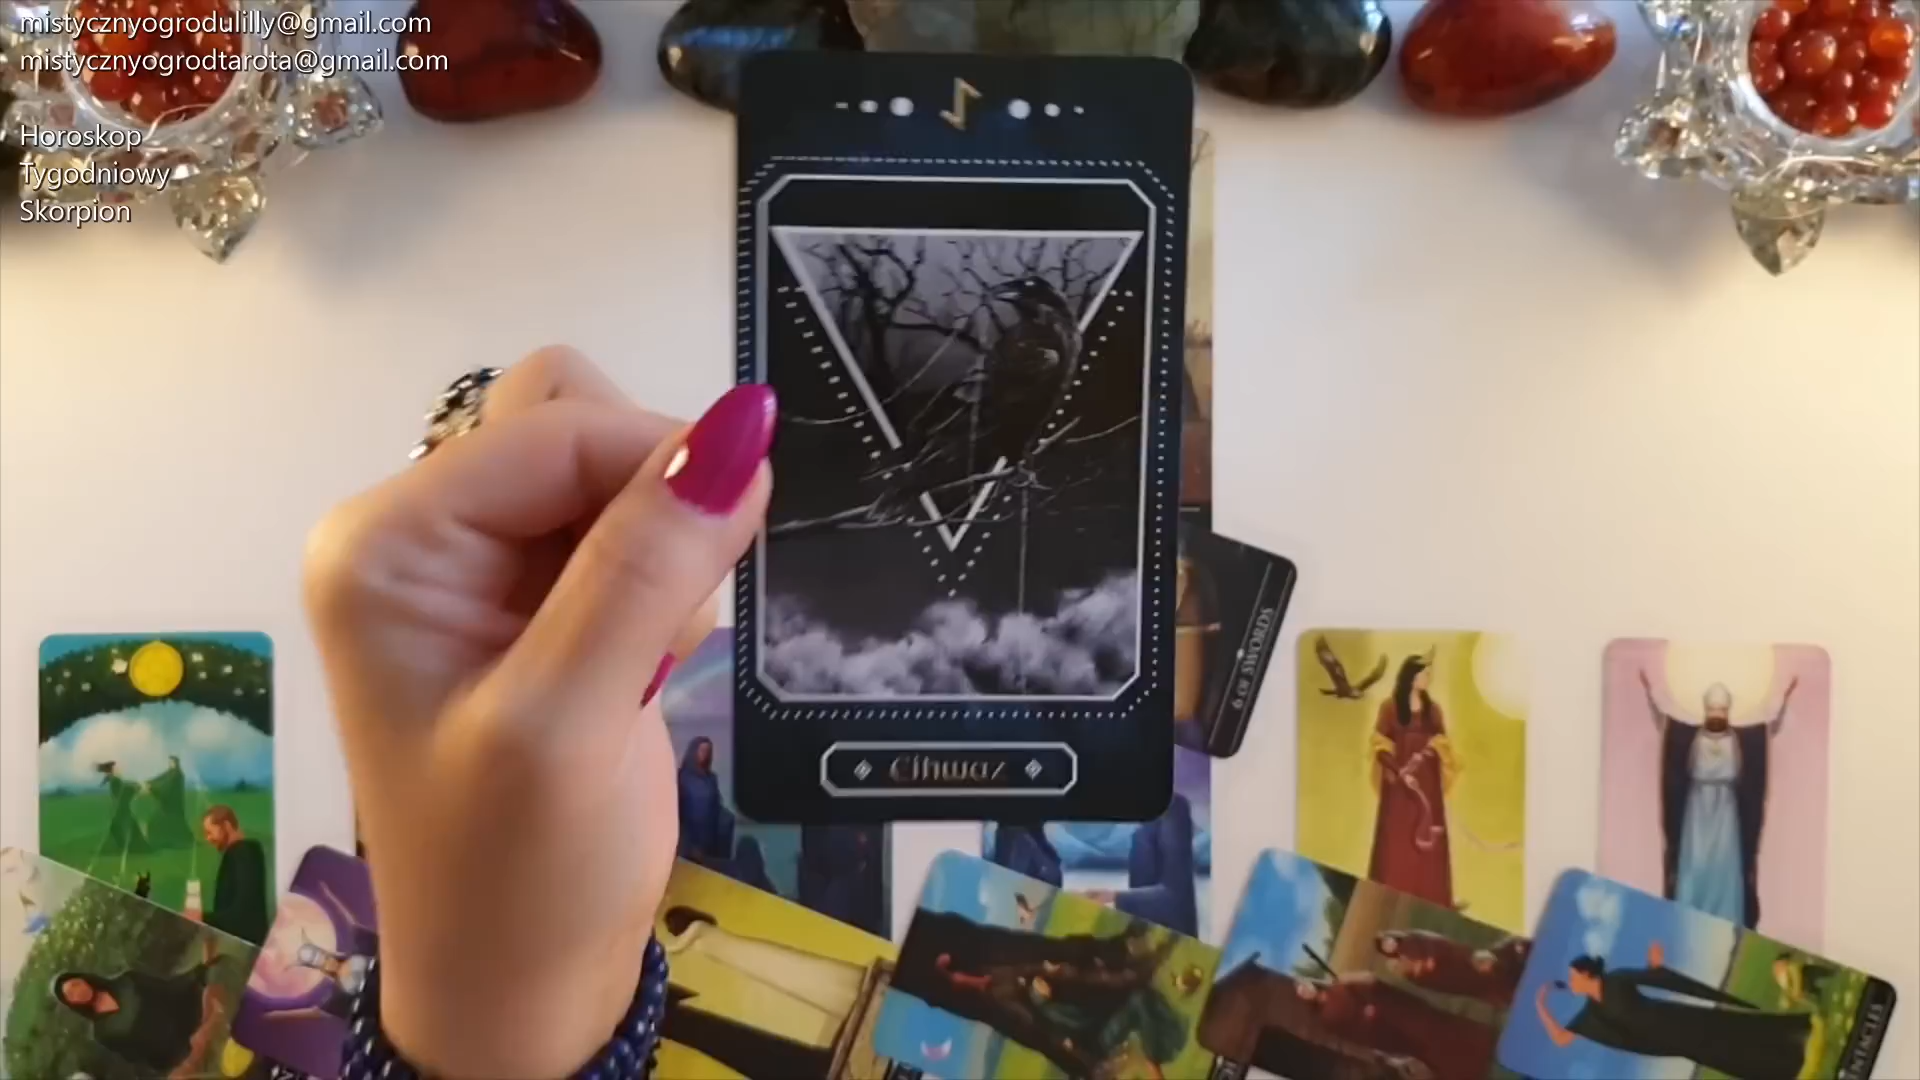 mistycznyogrodulilly@gmail.com
mistycznyogrodtarota@gmail.com
Horoskop
Tygodniowy
Skorpion
Eihwaz
6 OF SWORDS